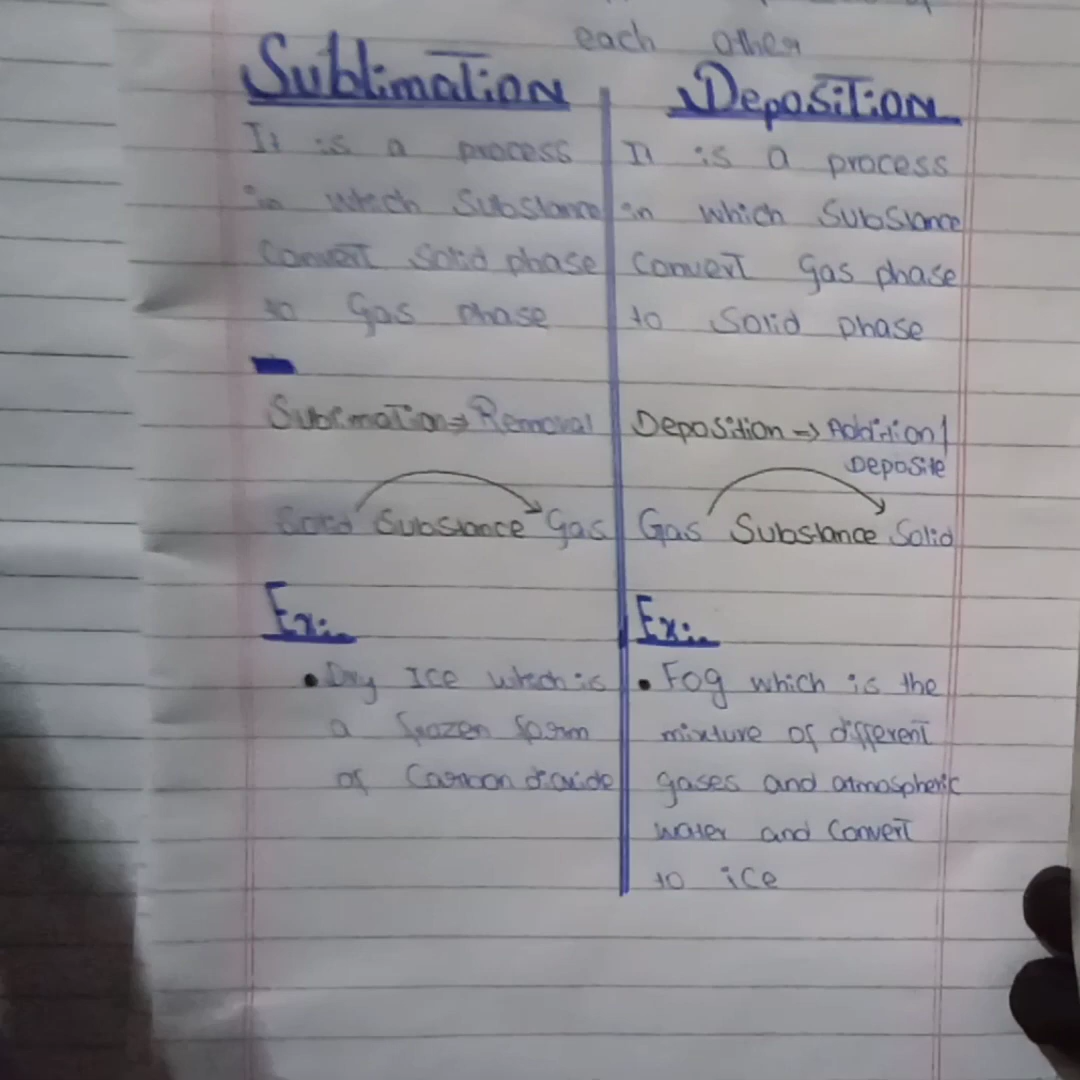 each other
Sublimation
It is a process
in which Substance
Convert Solid phase
to Gas phase
Sublimation → Removal
Solid Substance Gas
Ex:
• Dry ICE which is
a frozen form
of Carbon dioxide
Deposition
It is a process
in which Substance
Convert Gas phase
to Solid phase
Deposition → Addition/
Deposite
Gas Substance Solid
Ex:
• Fog which is the
mixture of different
gases and atmospheric
water and Convert
to ice